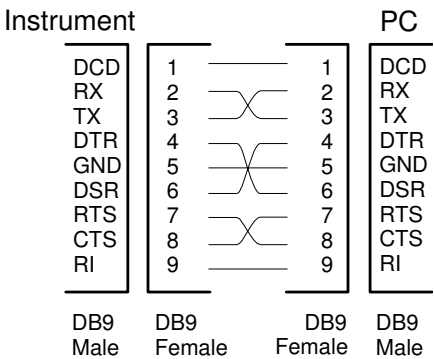 Instrument PC
DCD 1 1 DCD
RX 2 2 RX
TX 3 3 TX
DTR 4 4 DTR
GND 5 5 GND
DSR 6 6 DSR
RTS 7 7 RTS
CTS 8 8 CTS
RI 9 9 RI
DB9 DB9 DB9 DB9
Male Female Female Male